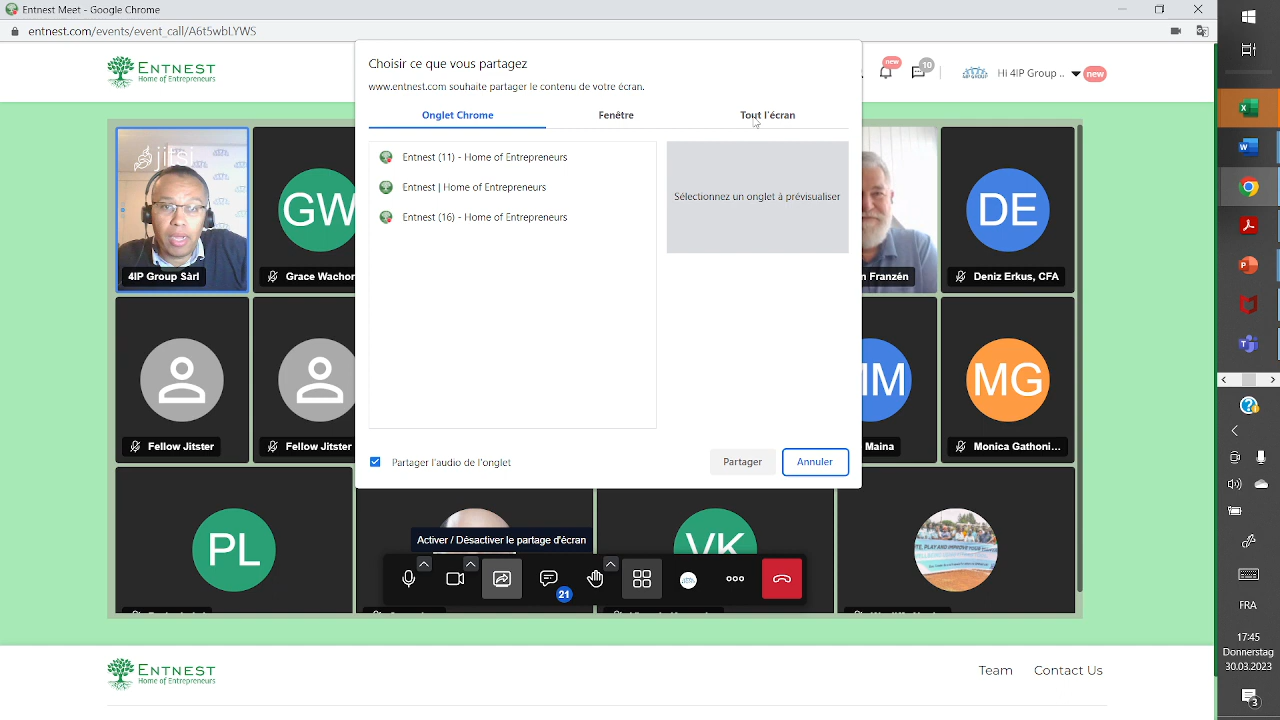 Entnest Meet - Google Chrome
entnest.com/events/event_call/A6t5wbLYWS
ENTNEST
Home of Entrepreneurs
new
10
Hi 4IP Group ..
new
Choisir ce que vous partagez
www.entnest.com souhaite partager le contenu de votre écran.
Onglet Chrome
Fenêtre
Tout l'écran
Entnest (11) - Home of Entrepreneurs
Entnest | Home of Entrepreneurs
Entnest (16) - Home of Entrepreneurs
Sélectionnez un onglet à prévisualiser
Partager l'audio de l'onglet
Partager
Annuler
jitsi
4IP Group Sàrl
GW
Grace Wachor
n Franzén
DE
Deniz Erkus, CFA
Fellow Jitster
Fellow Jitster
MM
Maina
MG
Monica Gathoni...
PL
VK
Activer / Désactiver le partage d'écran
21
ENTNEST
Home of Entrepreneurs
Team
Contact Us
FRA
17:45
Donnerstag
30.03.2023
3